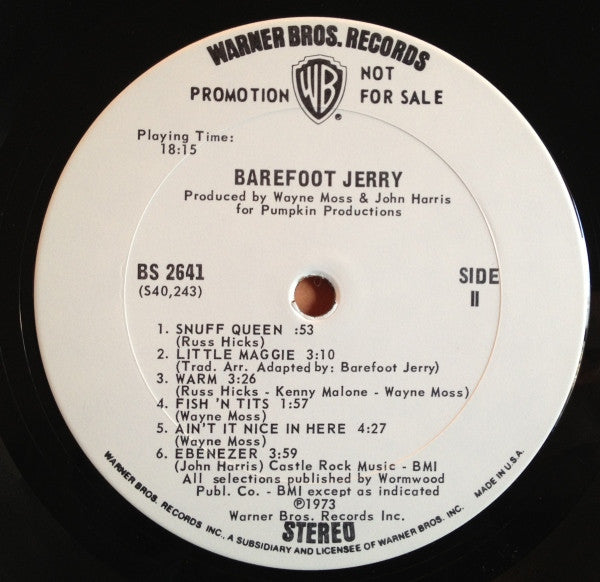 WARNER BROS. RECORDS
PROMOTION WB NOT FOR SALE
®
Playing Time:
18:15
BAREFOOT JERRY
Produced by Wayne Moss & John Harris
for Pumpkin Productions
BS 2641
(S40,243)
SIDE
II
1. SNUFF QUEEN :53
(Russ Hicks)
2. LITTLE MAGGIE 3:10
(Trad. Arr. Adapted by: Barefoot Jerry)
3. WARM 3:26
(Russ Hicks - Kenny Malone - Wayne Moss)
4. FISH 'N TITS 1:57
(Wayne Moss)
5. AIN'T IT NICE IN HERE 4:27
(Wayne Moss)
6. EBENEZER 3:59
(John Harris) Castle Rock Music - BMI
All selections published by Wormwood
Publ. Co. - BMI except as indicated
Ⓟ1973
Warner Bros. Records Inc.
STEREO
WARNER BROS. RECORDS INC., A SUBSIDIARY AND LICENSEE OF WARNER BROS. INC. MADE IN U.S.A.